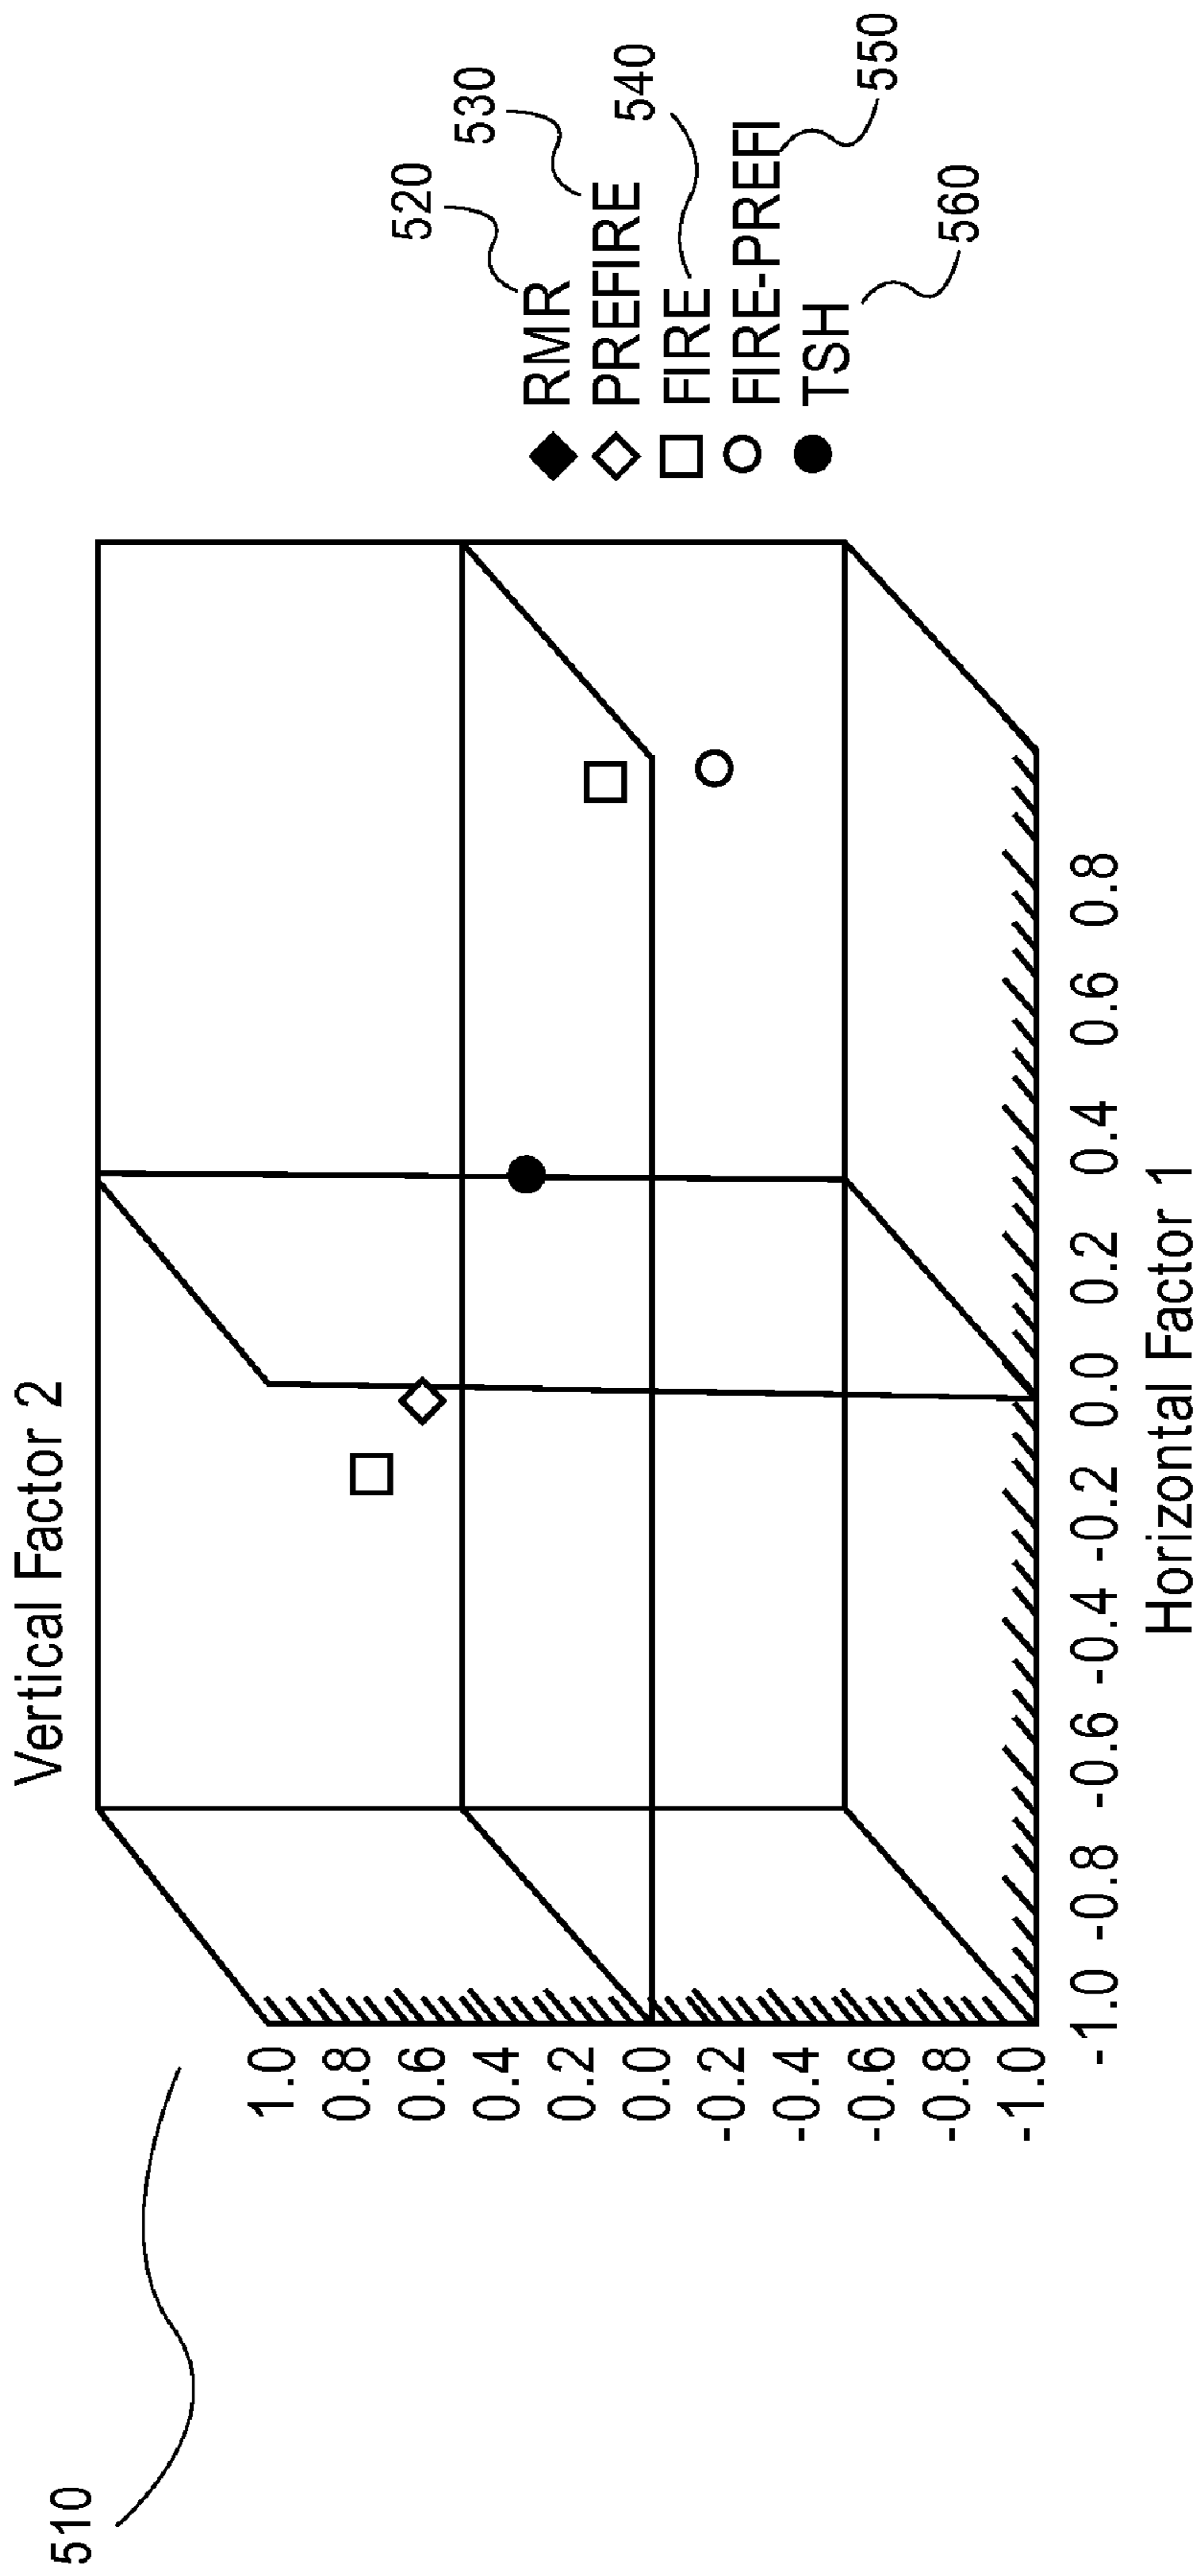 510
Vertical Factor 2
1.0
0.8
0.6
0.4
0.2
0.0
-0.2
-0.4
-0.6
-0.8
-1.0
-1.0 -0.8 -0.6 -0.4 -0.2 0.0 0.2 0.4 0.6 0.8
Horizontal Factor 1
RMR 520
PREFIRE 530
FIRE 540
FIRE-PREFI 550
TSH 560